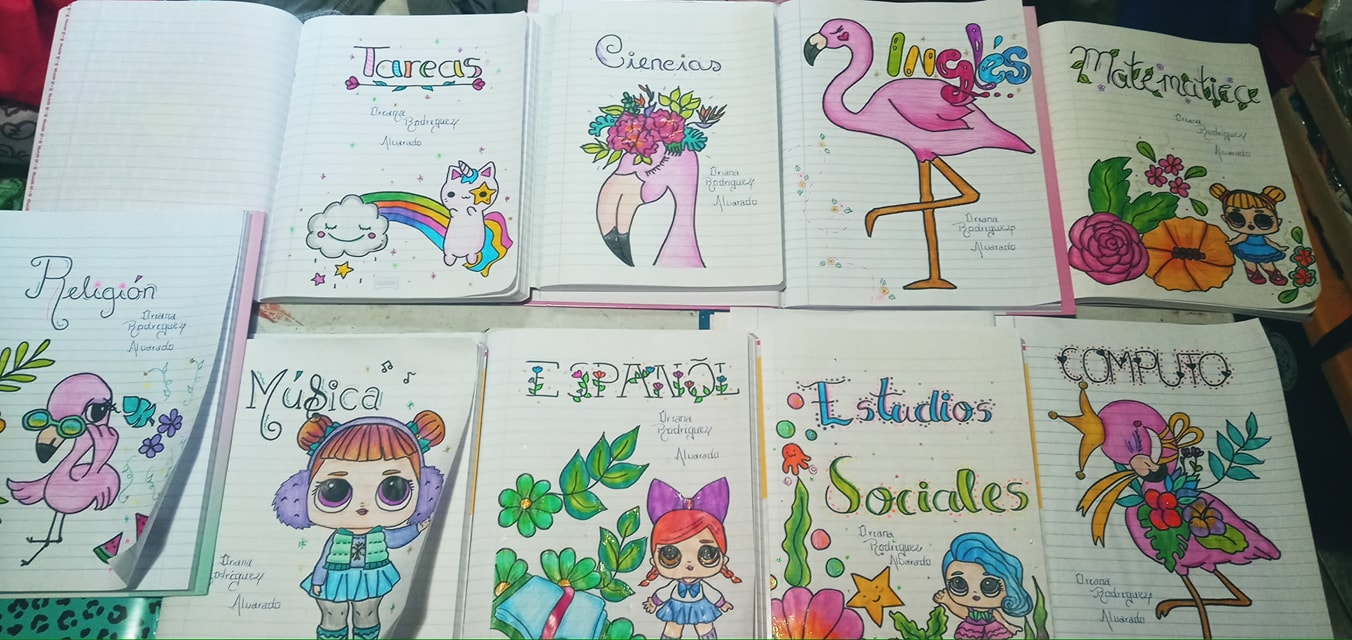 Tareas
Oriana
Rodriguez
Alvarado
Ciencias
Oriana
Rodriguez
Alvarado
Inglés
Oriana
Rodriguez
Alvarado
Matematica
Oriana
Rodriguez
Alvarado
Religión
Oriana
Rodriguez
Alvarado
Música
Oriana
Rodriguez
Alvarado
ESPAÑOL
Oriana
Rodriguez
Alvarado
Estudios
Sociales
Oriana
Rodriguez
Alvarado
COMPUTO
Oriana
Rodriguez
Alvarado